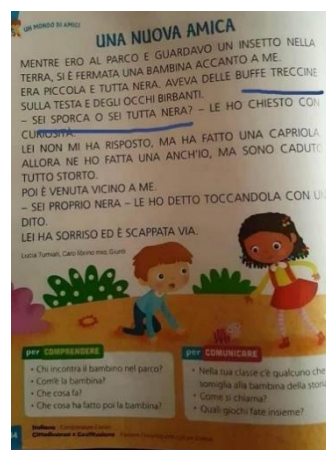 UN MONDO DI AMICI
UNA NUOVA AMICA
MENTRE ERO AL PARCO E GUARDAVO UN INSETTO NELLA
TERRA, SI È FERMATA UNA BAMBINA ACCANTO A ME.
ERA PICCOLA E TUTTA NERA. AVEVA DELLE BUFFE TRECCINE
SULLA TESTA E DEGLI OCCHI BIRBANTI.
– SEI SPORCA O SEI TUTTA NERA? – LE HO CHIESTO CON
CURIOSITÀ.
LEI NON MI HA RISPOSTO, MA HA FATTO UNA CAPRIOLA
ALLORA NE HO FATTA UNA ANCH'IO, MA SONO CADUTO
TUTTO STORTO.
POI È VENUTA VICINO A ME.
– SEI PROPRIO NERA – LE HO DETTO TOCCANDOLA CON UN
DITO.
LEI HA SORRISO ED È SCAPPATA VIA.
Lucia Tumiati, Caro librino mio, Giunti
per COMPRENDERE
• Chi incontra il bambino nel parco?
• Com'è la bambina?
• Che cosa fa?
• Che cosa ha fatto poi la bambina?
per COMUNICARE
• Nella tua classe c'è qualcuno che
somiglia alla bambina della storia
• Come si chiama?
• Quali giochi fate insieme?
Italiano
Cittadinanza e Costituzione